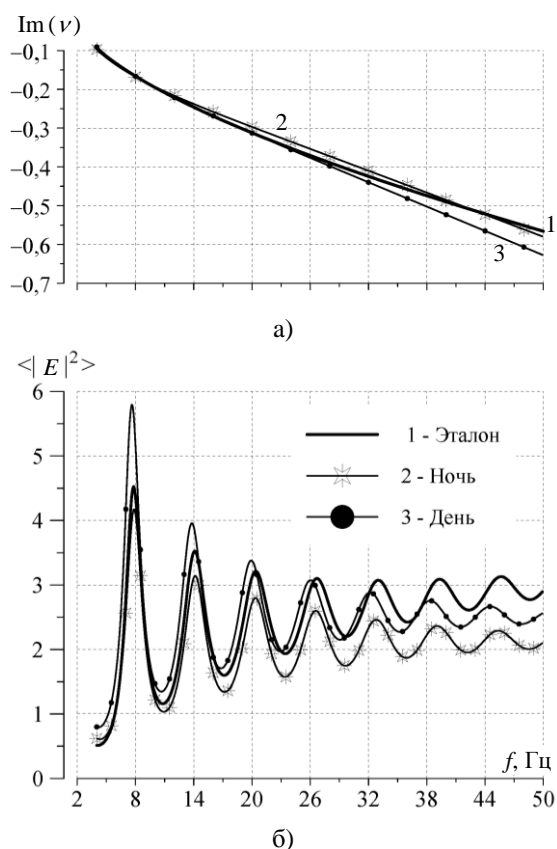 Im (ν)
–0,1
–0,2
–0,3
–0,4
–0,5
–0,6
–0,7
2
1
3
а)
<| E |²>
6
5
4
3
2
1
0
1 - Эталон
2 - Ночь
3 - День
f, Гц
2 8 14 20 26 32 38 44 50
б)